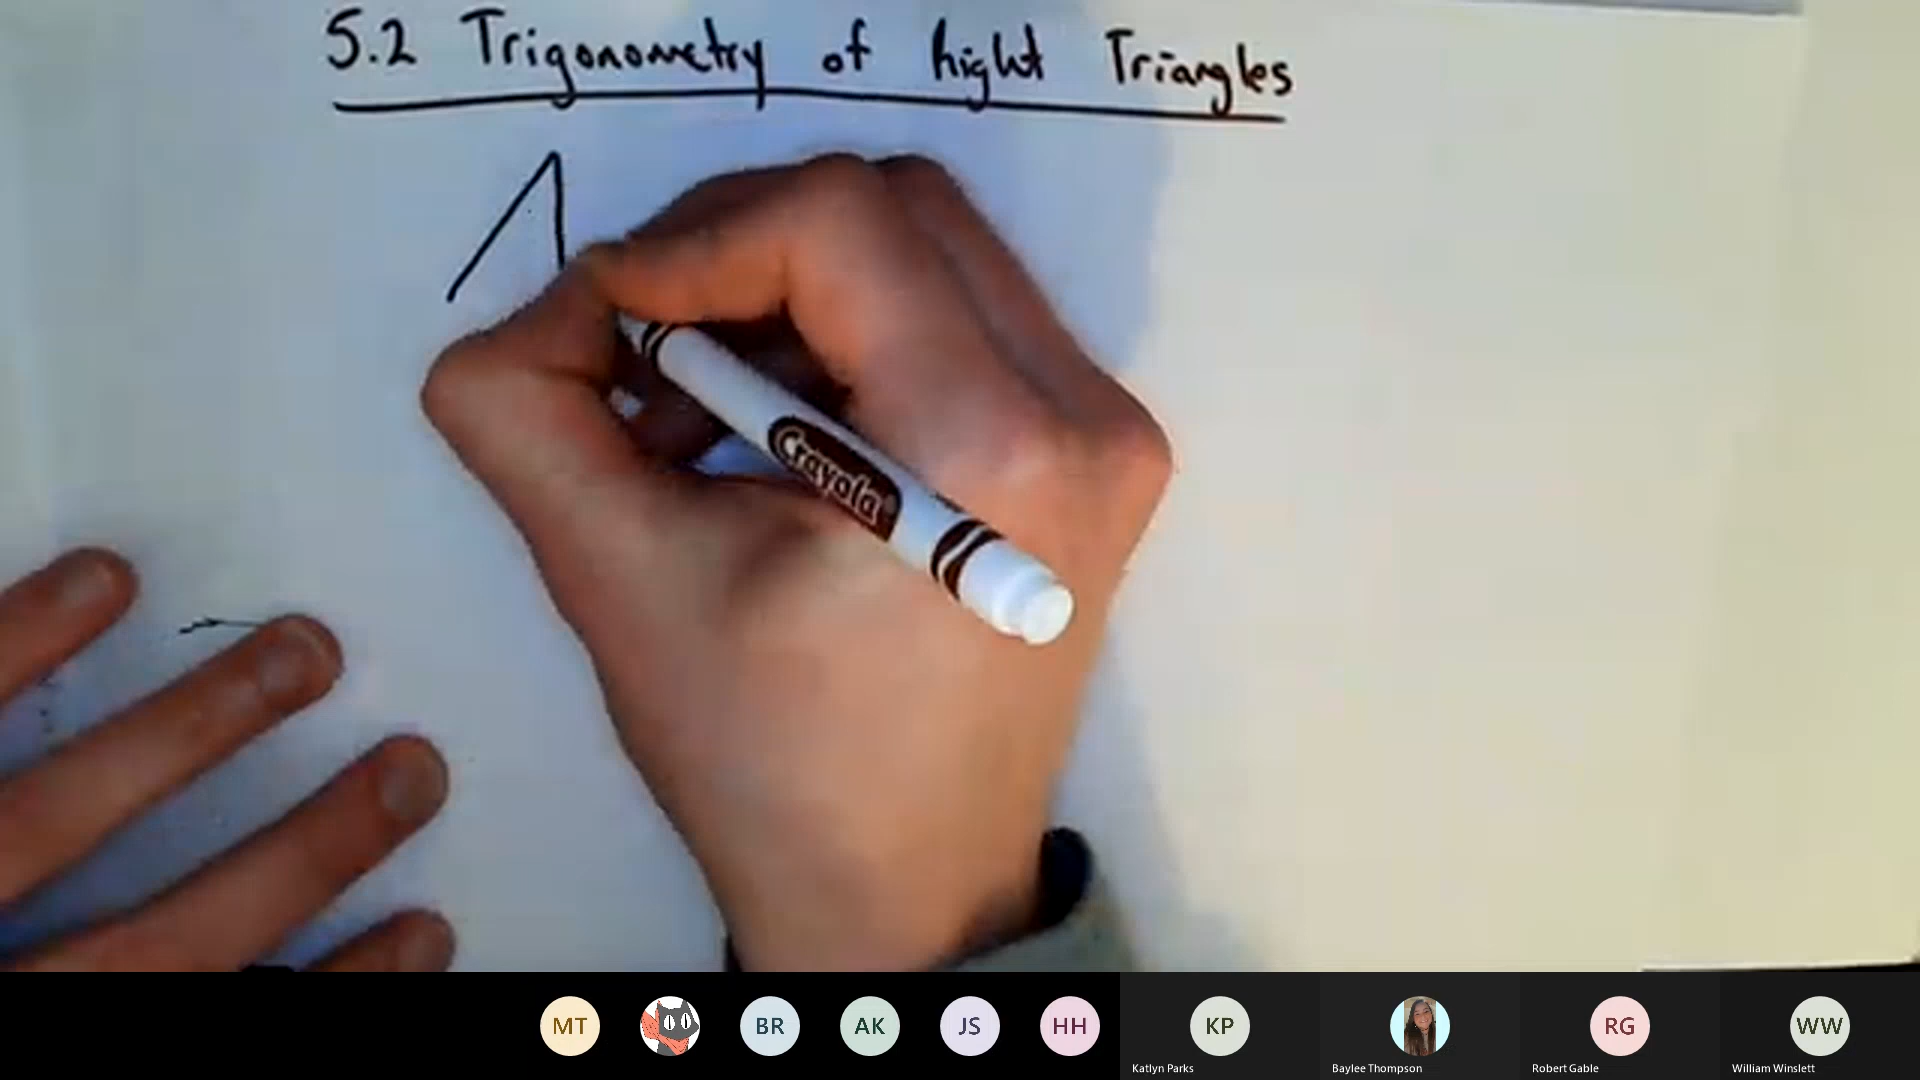 5.2 Trigonometry of Right Triangles
Crayola
MT
BR
AK
JS
HH
KP
RG
WW
Katlyn Parks
Baylee Thompson
Robert Gable
William Winslett